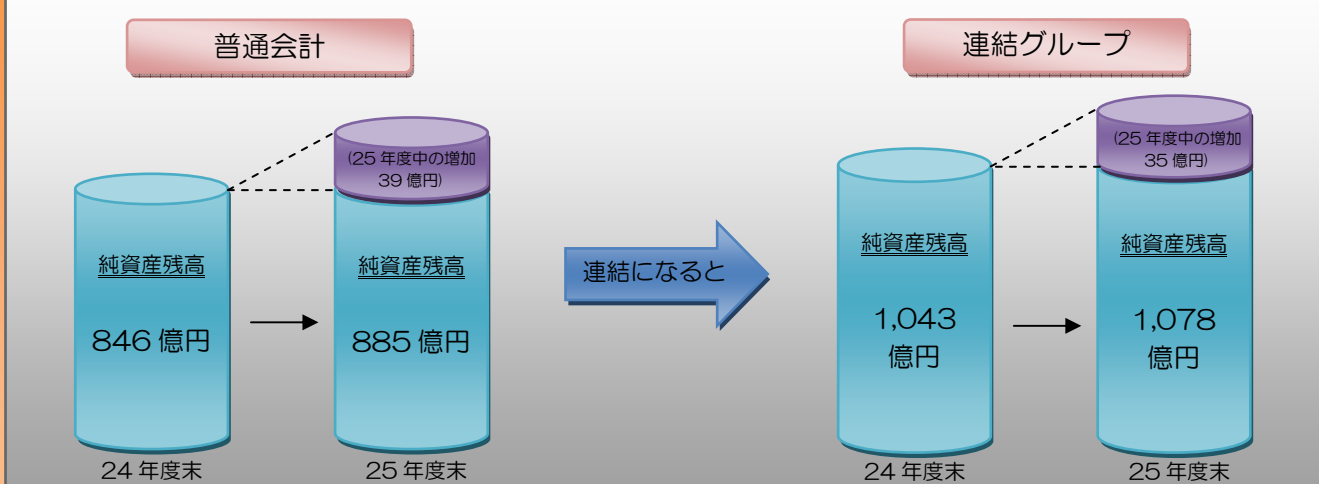 普通会計
(25 年度中の増加
39 億円)
純資産残高
846 億円
純資産残高
885 億円
24 年度末
25 年度末
連結になると
連結グループ
(25 年度中の増加
35 億円)
純資産残高
1,043
億円
純資産残高
1,078
億円
24 年度末
25 年度末